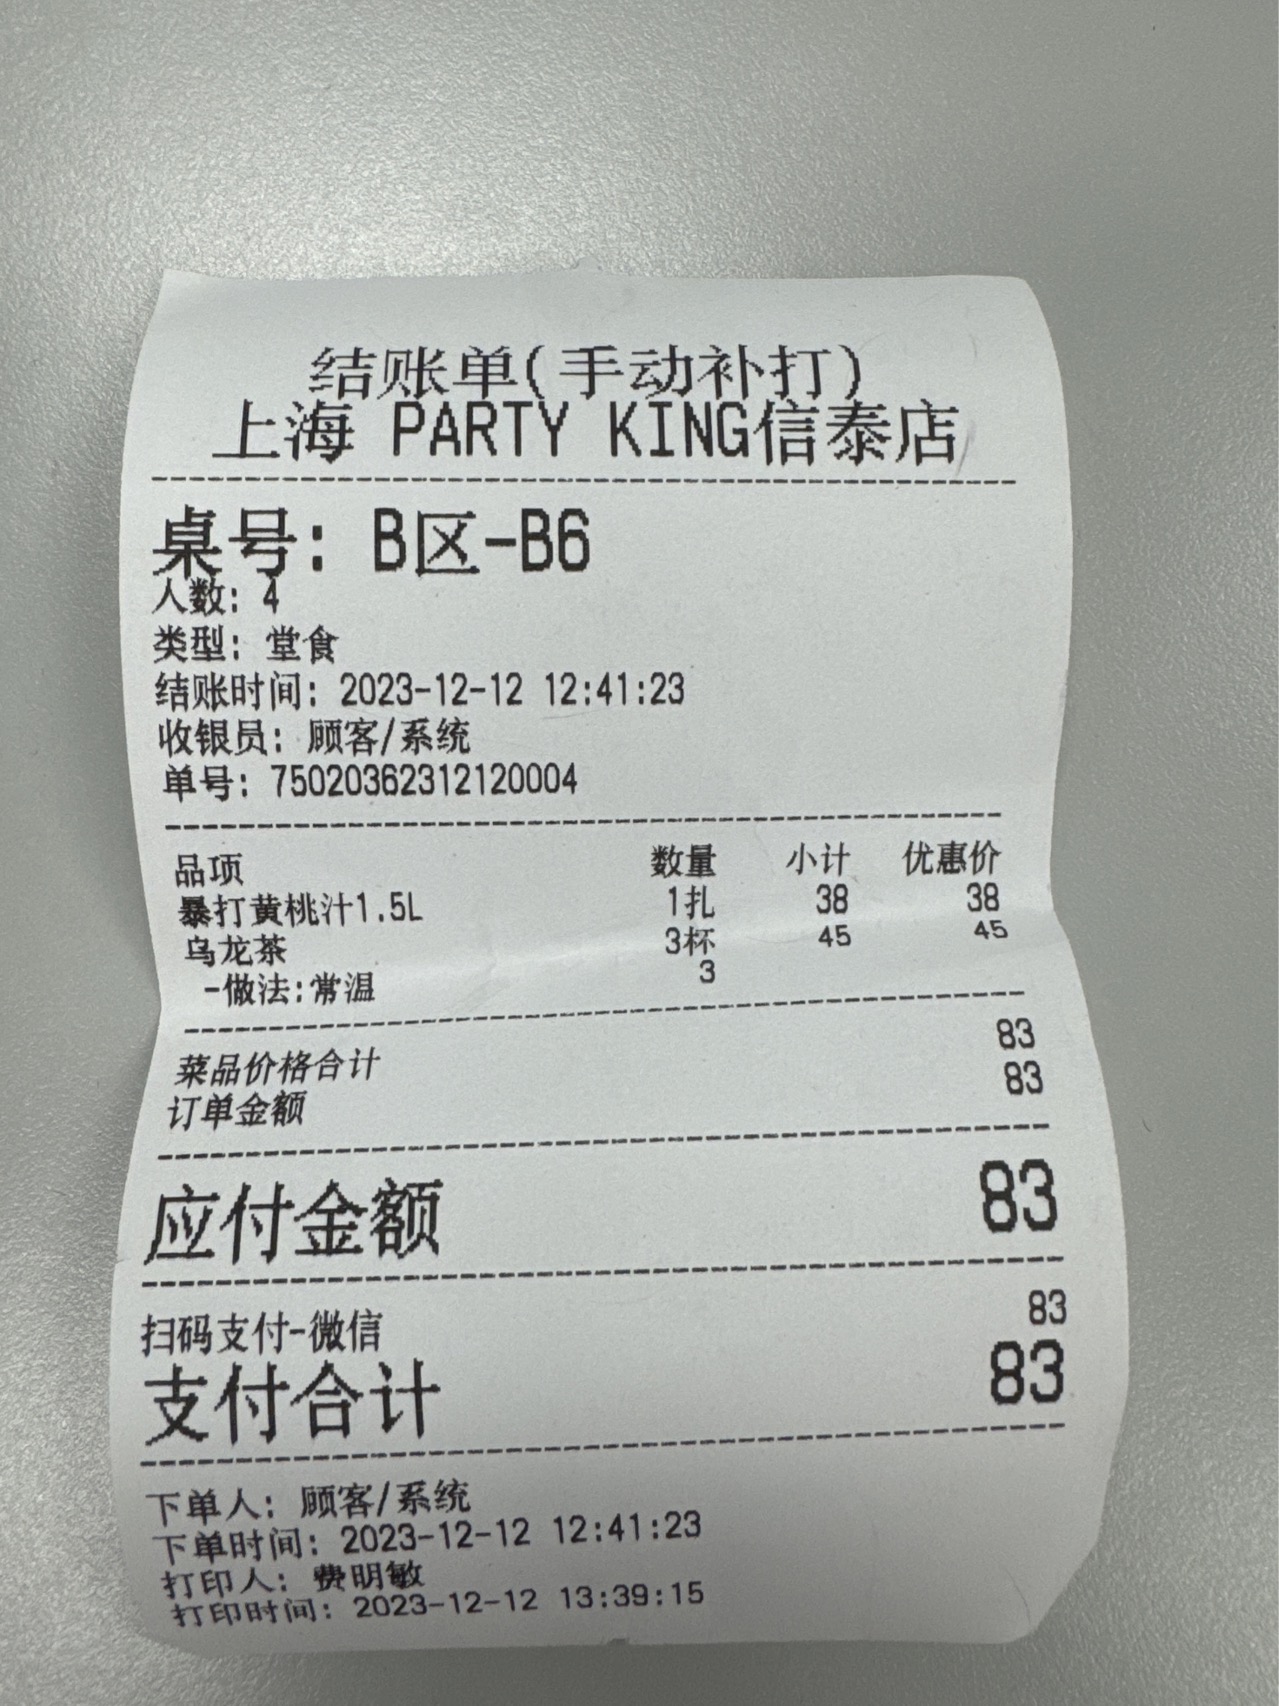 结账单(手动补打)
上海 PARTY KING信泰店
桌号: B区-B6
人数: 4
类型: 堂食
结账时间: 2023-12-12 12:41:23
收银员: 顾客/系统
单号: 75020362312120004
品项 数量 小计 优惠价
暴打黄桃汁1.5L 1扎 38 38
乌龙茶 3杯 45 45
-做法:常温 3
菜品价格合计 83
订单金额 83
应付金额 83
扫码支付-微信 83
支付合计 83
下单人: 顾客/系统
下单时间: 2023-12-12 12:41:23
打印人: 费明敏
打印时间: 2023-12-12 13:39:15